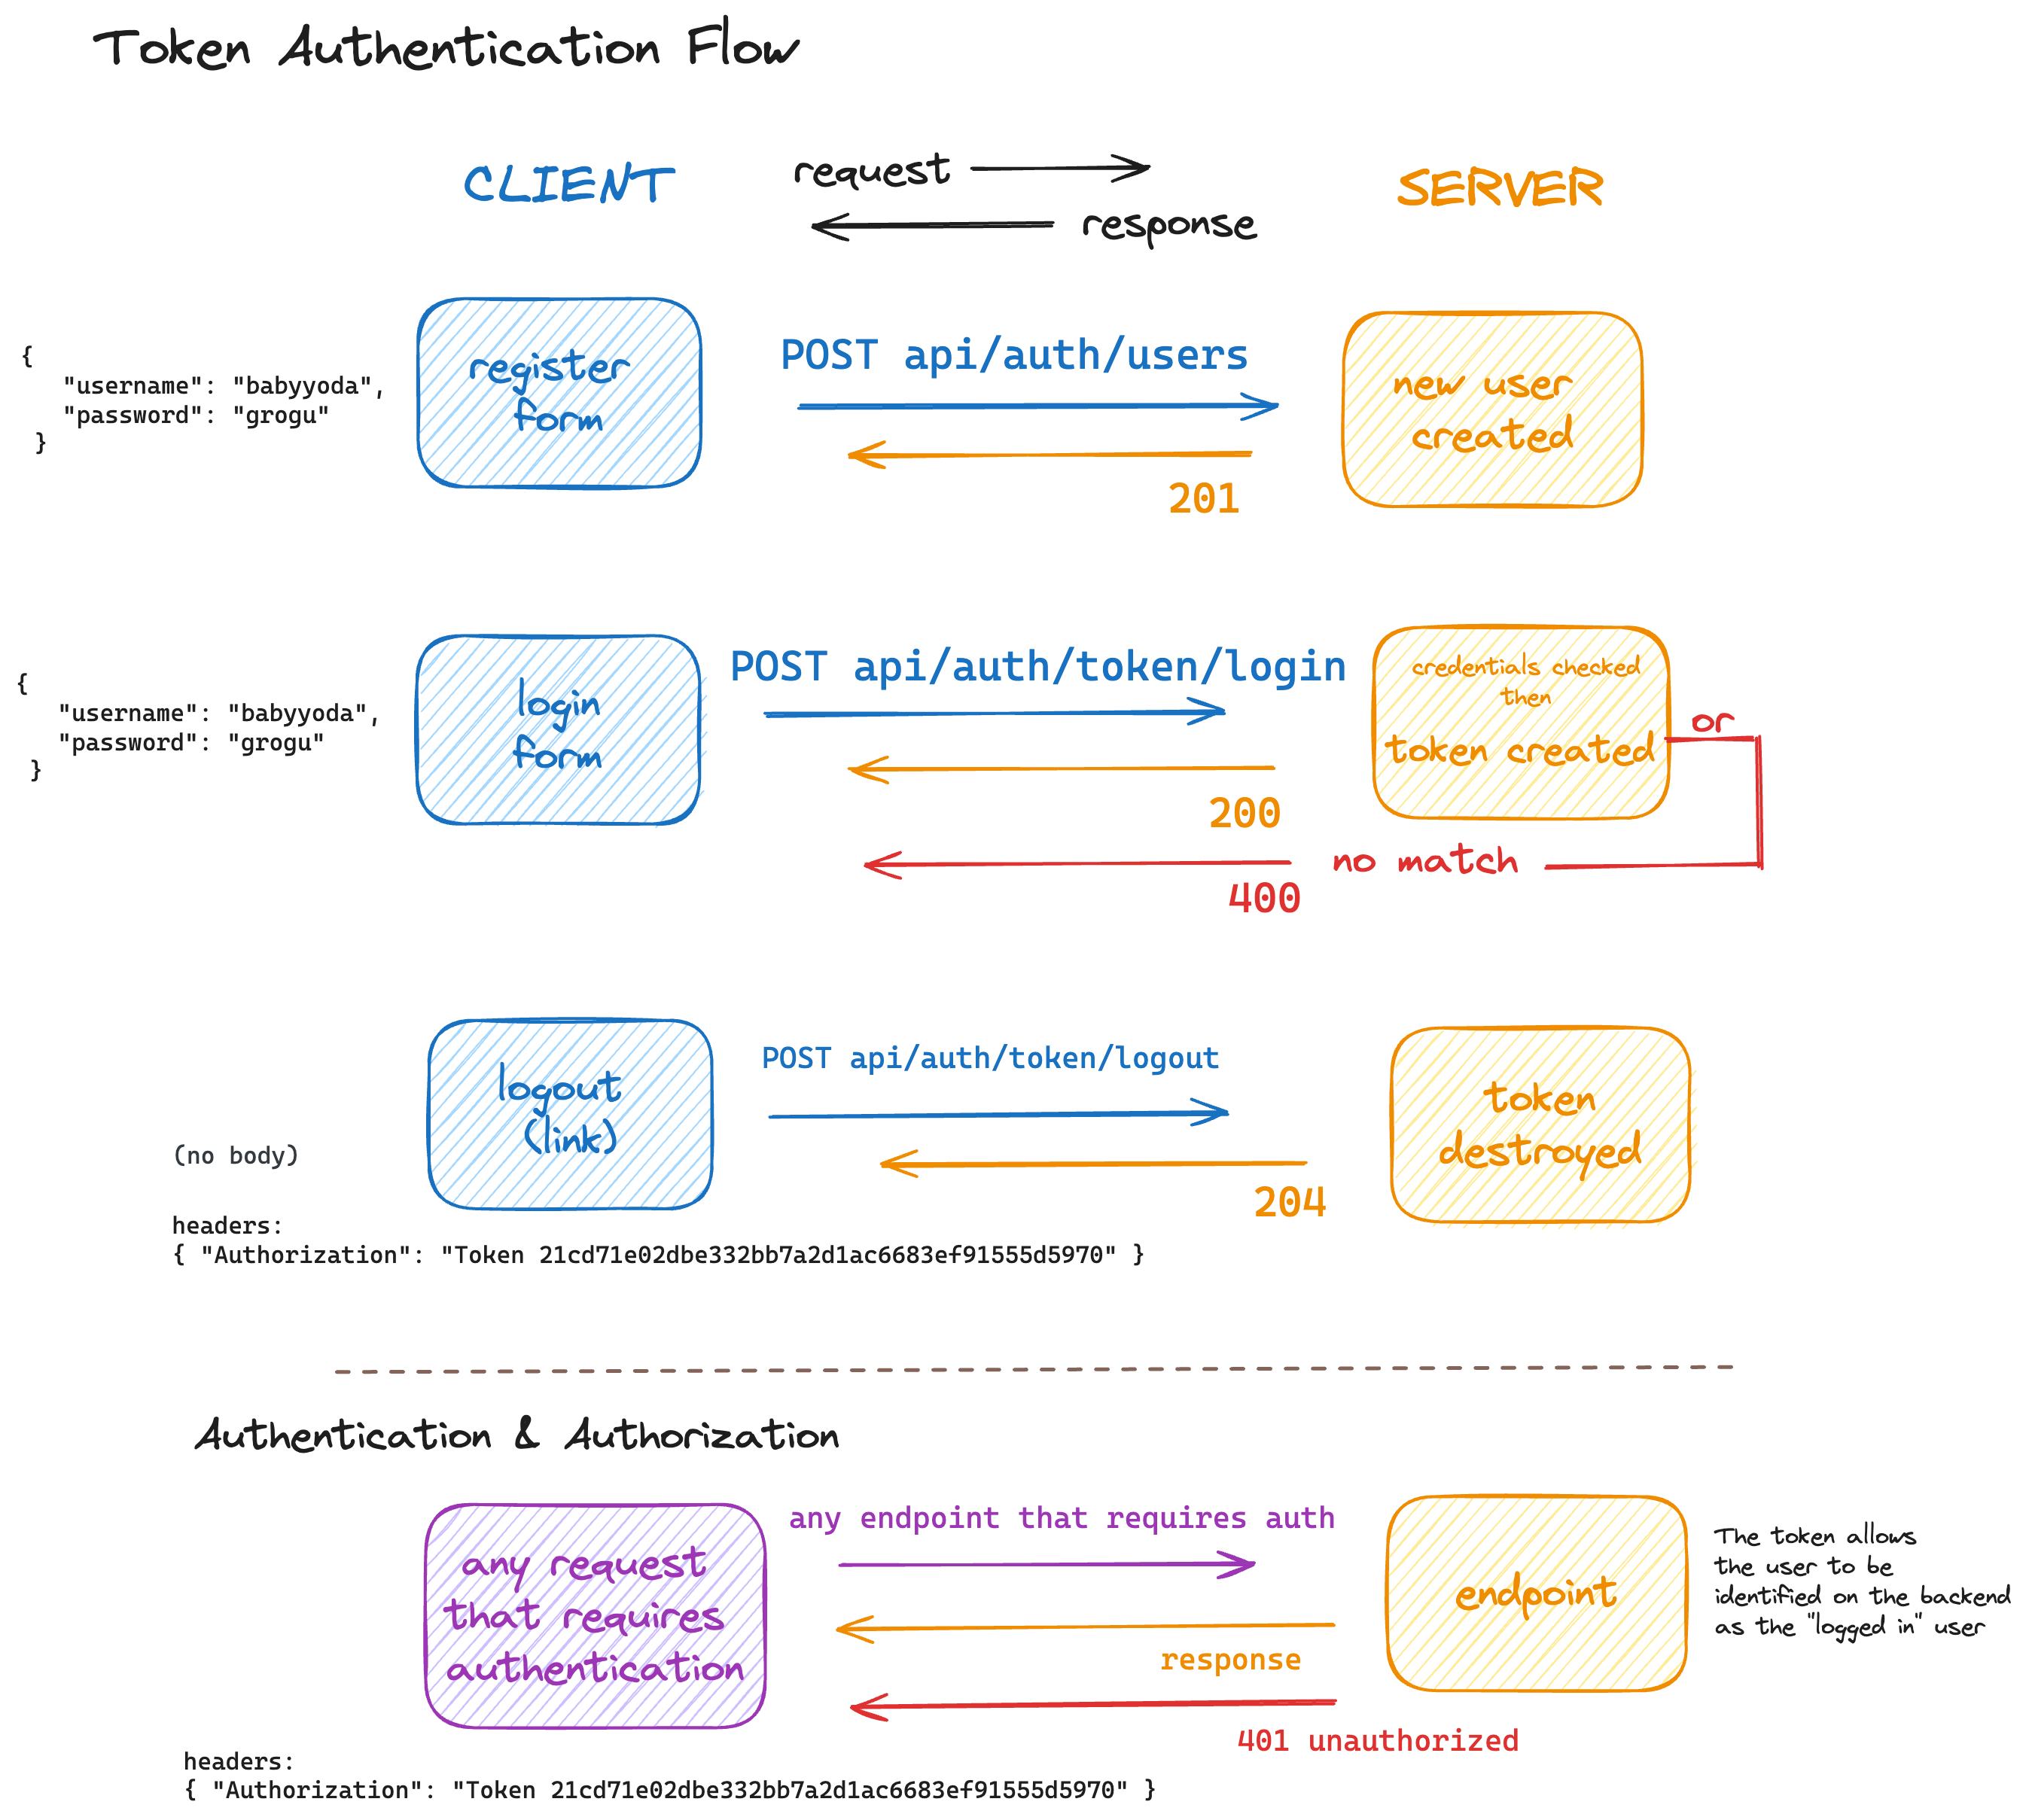 Token Authentication Flow
CLIENT
request
response
SERVER
{
"username": "babyyoda",
"password": "grogu"
}
register
form
POST api/auth/users
201
new user
created
{
"username": "babyyoda",
"password": "grogu"
}
login
form
POST api/auth/token/login
200
400
credentials checked
then
token created
or
no match
logout
(link)
POST api/auth/token/logout
204
token
destroyed
(no body)
headers:
{ "Authorization": "Token 21cd71e02dbe332bb7a2d1ac6683ef91555d5970" }
Authentication & Authorization
any request
that requires
authentication
any endpoint that requires auth
response
401 unauthorized
endpoint
The token allows
the user to be
identified on the backend
as the "logged in" user
headers:
{ "Authorization": "Token 21cd71e02dbe332bb7a2d1ac6683ef91555d5970" }